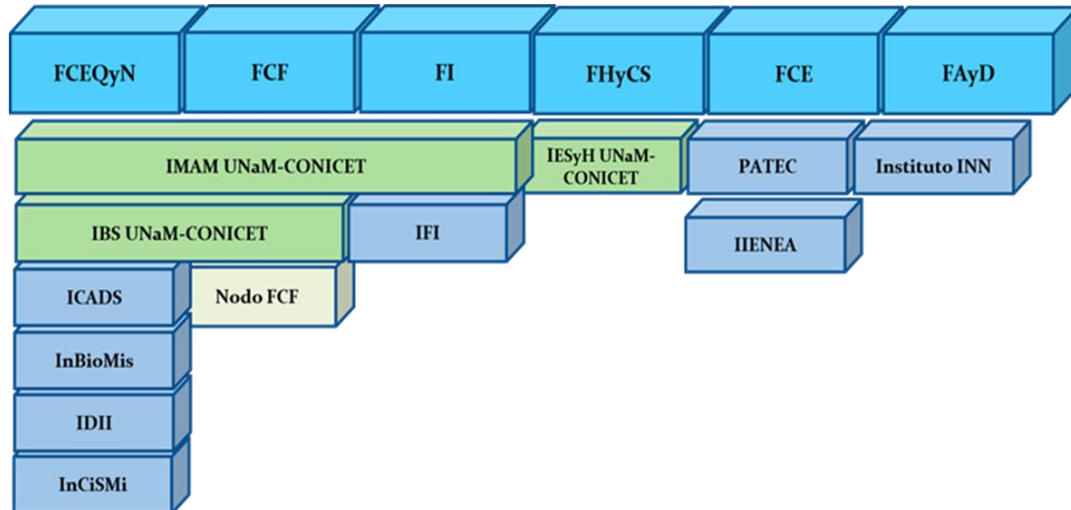 FCEQyN
FCF
FI
FHyCS
FCE
FAyD
IMAM UNaM-CONICET
IESyH UNaM-
CONICET
PATEC
Instituto INN
IBS UNaM-CONICET
IFI
IIENEA
ICADS
Nodo FCF
InBioMis
IDII
InCiSMi